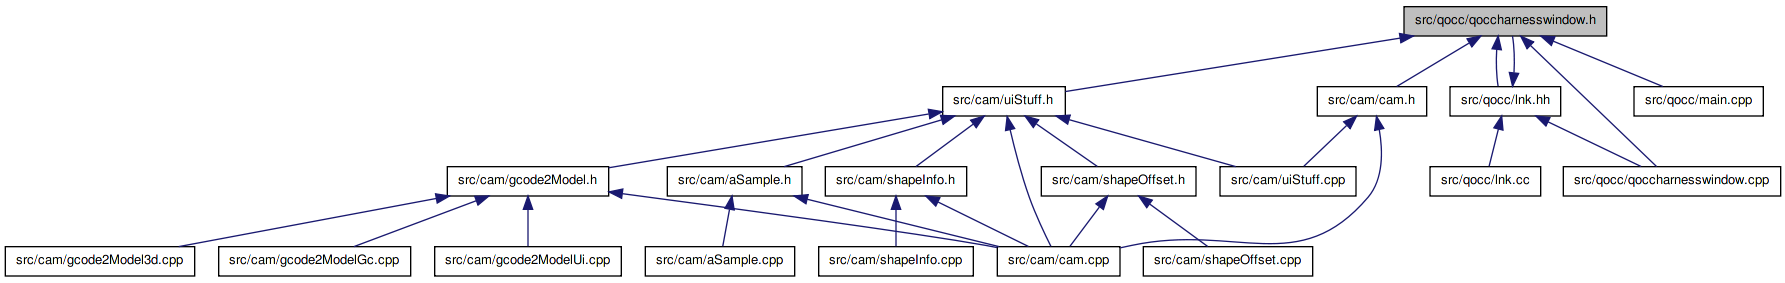 src/qocc/qoccharnesswindow.h
src/cam/uiStuff.h
src/cam/cam.h
src/qocc/lnk.hh
src/qocc/main.cpp
src/cam/gcode2Model.h
src/cam/aSample.h
src/cam/shapeInfo.h
src/cam/shapeOffset.h
src/cam/uiStuff.cpp
src/qocc/lnk.cc
src/qocc/qoccharnesswindow.cpp
src/cam/gcode2Model3d.cpp
src/cam/gcode2ModelGc.cpp
src/cam/gcode2ModelUi.cpp
src/cam/aSample.cpp
src/cam/shapeInfo.cpp
src/cam/cam.cpp
src/cam/shapeOffset.cpp